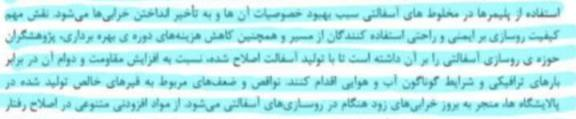 استفاده از پلیمرها در مخلوط های آسفالتی سبب بهبود خصوصیات آن ها و به تأخیر انداختن خرابی‌ها می‌شود. نقش مهم
کیفیت روسازی بر ایمنی و راحتی استفاده کنندگان از مسیر و همچنین کاهش هزینه‌های دوره ی بهره برداری، پژوهشگران
حوزه ی روسازی آسفالتی را بر آن داشته است تا با تولید آسفالت اصلاح شده، نسبت به افزایش مقاومت و دوام آن در برابر
بارهای ترافیکی و شرایط گوناگون آب و هوایی اقدام کنند. نواقص و ضعف‌های مربوط به قیرهای خالص تولید شده در
پالایشگاه ها، منجر به بروز خرابی‌های زود هنگام در روسازی‌های آسفالتی می‌شود. از مواد افزودنی متنوعی در اصلاح رفتار